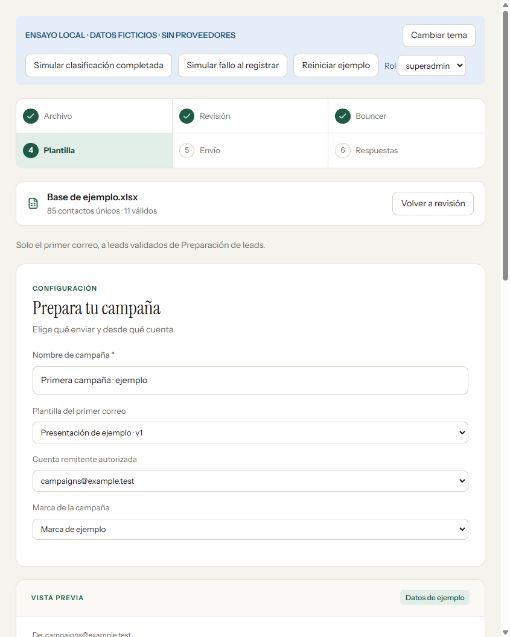 ENSAYO LOCAL · DATOS FICTICIOS · SIN PROVEEDORES
Cambiar tema
Simular clasificación completada
Simular fallo al registrar
Reiniciar ejemplo
Rol
superadmin
Archivo
Revisión
Bouncer
4 Plantilla
5 Envío
6 Respuestas
Base de ejemplo.xlsx
85 contactos únicos · 11 válidos
Volver a revisión
Solo el primer correo, a leads validados de Preparación de leads.
CONFIGURACIÓN
Prepara tu campaña
Elige qué enviar y desde qué cuenta.
Nombre de campaña *
Primera campaña · ejemplo
Plantilla del primer correo
Presentación de ejemplo · v1
Cuenta remitente autorizada
campaigns@example.test
Marca de la campaña
Marca de ejemplo
VISTA PREVIA
Datos de ejemplo
De: campaigns@example.test